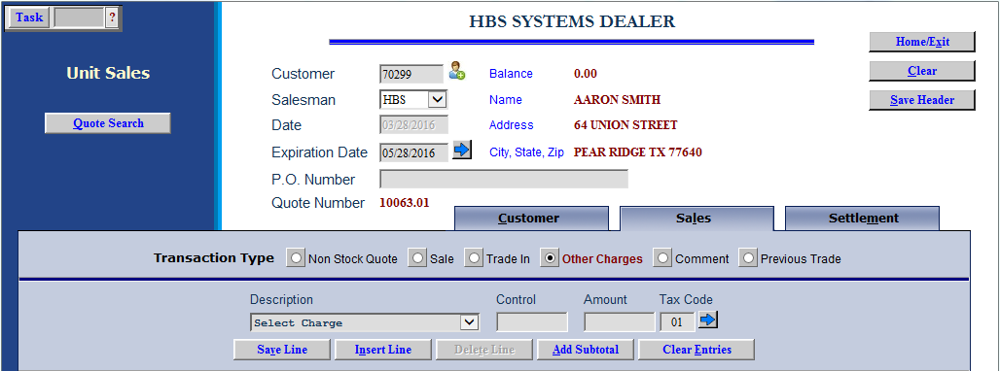 Task ?
HBS SYSTEMS DEALER
Home/Exit
Unit Sales
Customer 70299 Balance 0.00
Clear
Salesman HBS Name AARON SMITH
Save Header
Quote Search
Date 03/28/2016 Address 64 UNION STREET
Expiration Date 05/28/2016 City, State, Zip PEAR RIDGE TX 77640
P.O. Number
Quote Number 10063.01
Customer Sales Settlement
Transaction Type Non Stock Quote Sale Trade In Other Charges Comment Previous Trade
Description Control Amount Tax Code
Select Charge 01
Save Line Insert Line Delete Line Add Subtotal Clear Entries